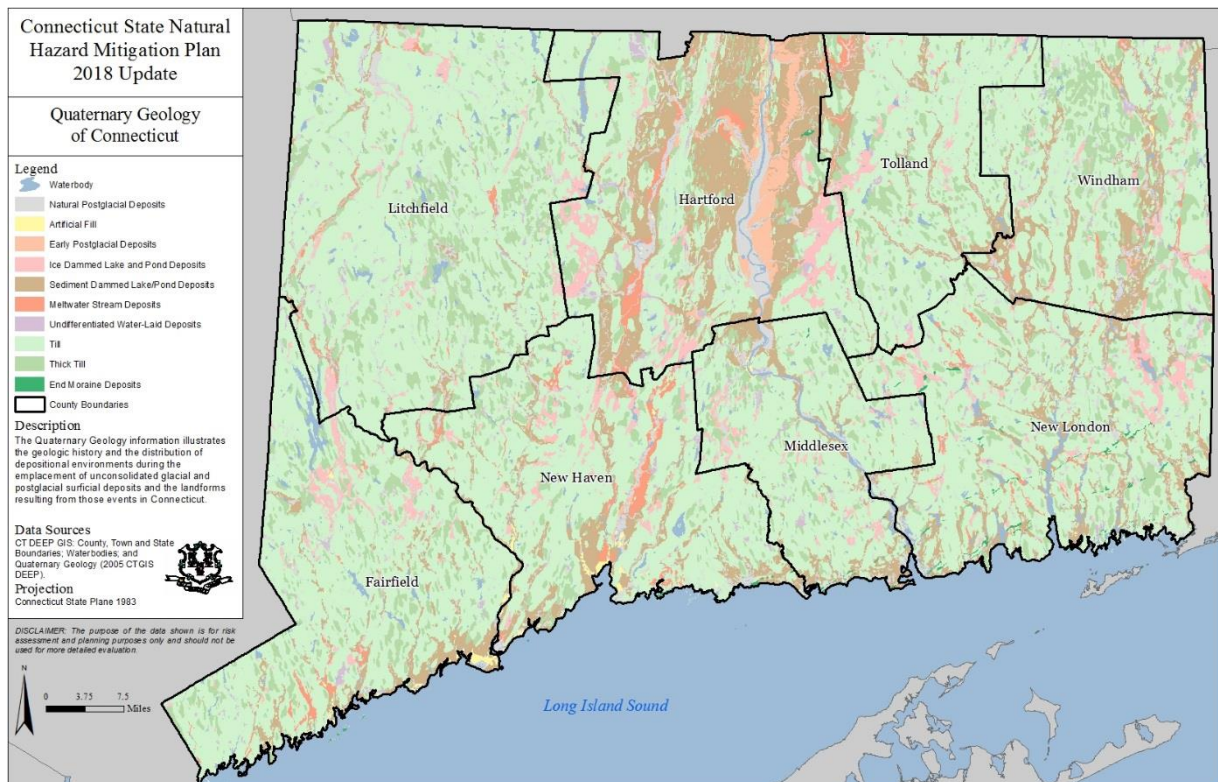 Connecticut State Natural
Hazard Mitigation Plan
2018 Update
Quaternary Geology
of Connecticut
Legend
Waterbody
Natural Postglacial Deposits
Artificial Fill
Early Postglacial Deposits
Ice Dammed Lake and Pond Deposits
Sediment Dammed Lake/Pond Deposits
Meltwater Stream Deposits
Undifferentiated Water-Laid Deposits
Till
Thick Till
End Moraine Deposits
County Boundaries
Description
The Quaternary Geology information illustrates
the geologic history and the distribution of
depositional environments during the
emplacement of unconsolidated glacial and
postglacial surficial deposits and the landforms
resulting from those events in Connecticut.
Data Sources
CT DEEP GIS: County, Town and State
Boundaries; Waterbodies; and
Quaternary Geology (2005 CTGIS
DEEP).
Projection
Connecticut State Plane 1983
DISCLAIMER: The purpose of the data shown is for risk
assessment and planning purposes only and should not be
used for more detailed evaluation.
N
0 3.75 7.5
Miles
Litchfield
Hartford
Tolland
Windham
New Haven
Middlesex
New London
Fairfield
Long Island Sound